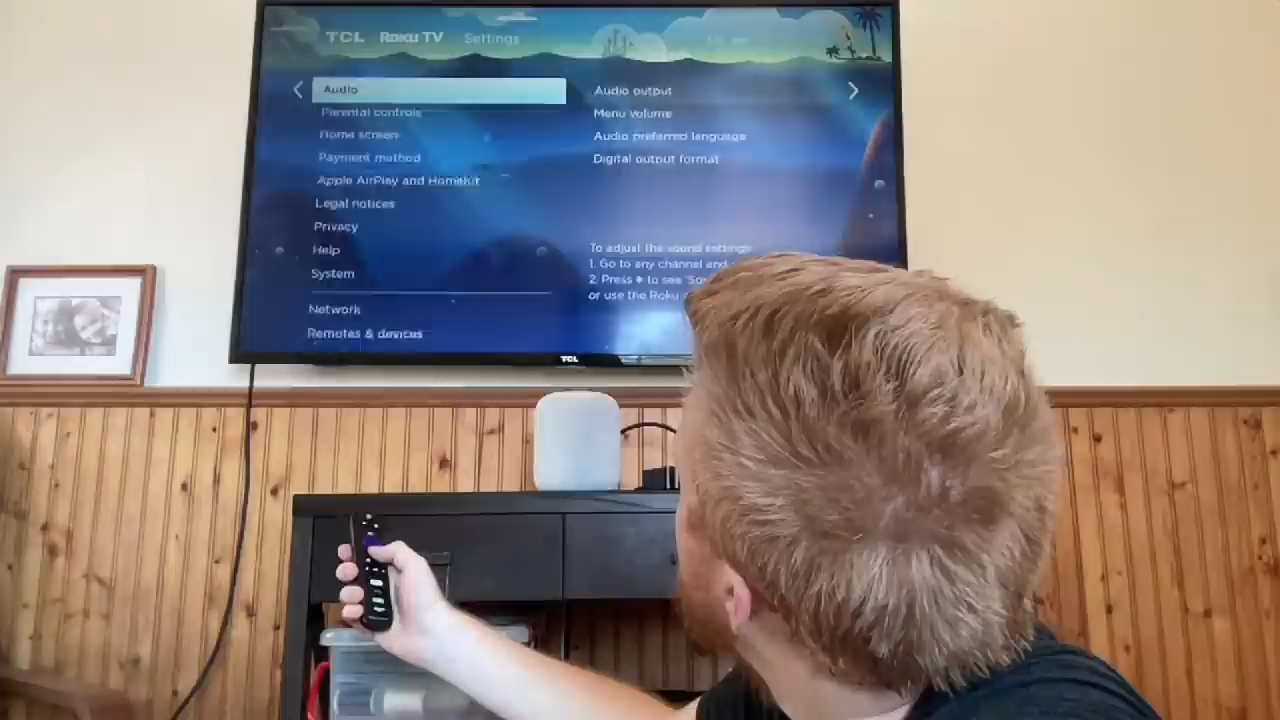 TCL Roku TV Settings
Audio
Parental controls
Home screen
Payment method
Apple AirPlay and HomeKit
Legal notices
Privacy
Help
System
Network
Remotes & devices
Audio output
Menu volume
Audio preferred language
Digital output format
To adjust the sound settings
1. Go to any channel and
2. Press * to see 'So
or use the Roku
TCL